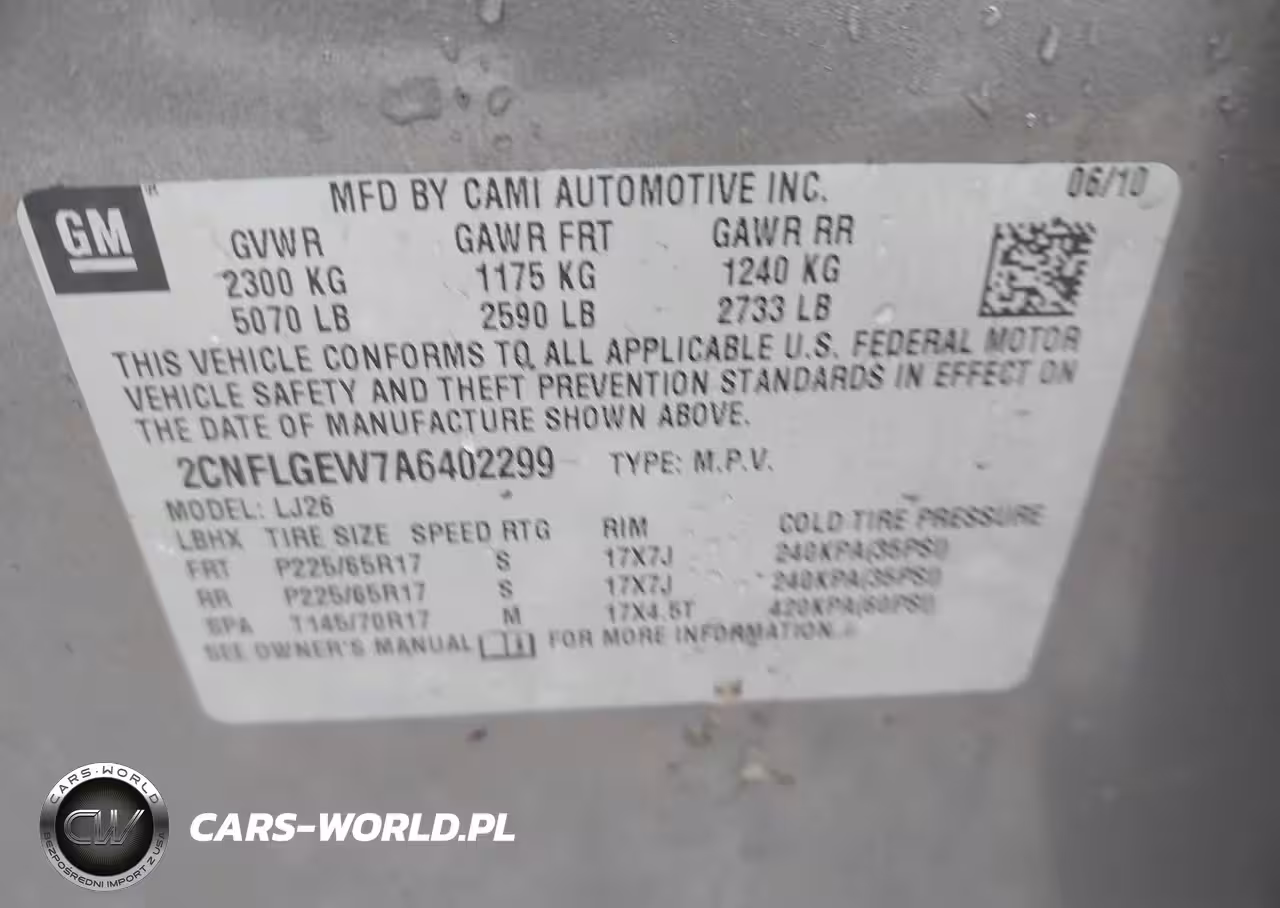 GM
MFD BY CAMI AUTOMOTIVE INC. 06/10
GVWR GAWR FRT GAWR RR
2300 KG 1175 KG 1240 KG
5070 LB 2590 LB 2733 LB
THIS VEHICLE CONFORMS TO ALL APPLICABLE U.S. FEDERAL MOTOR
VEHICLE SAFETY AND THEFT PREVENTION STANDARDS IN EFFECT ON
THE DATE OF MANUFACTURE SHOWN ABOVE.
2CNFLGEW7A6402299 TYPE: M.P.V.
MODEL: LJ26
LBHX TIRE SIZE SPEED RTG RIM COLD TIRE PRESSURE
FRT P225/65R17 S 17X7J 240KPA(35PSI)
RR P225/65R17 S 17X7J 240KPA(35PSI)
SPA T145/70R17 M 17X4.5T 420KPA(60PSI)
SEE OWNER'S MANUAL FOR MORE INFORMATION.
CARS-WORLD
CW
BEZPOŚREDNI IMPORT Z USA
CARS-WORLD.PL